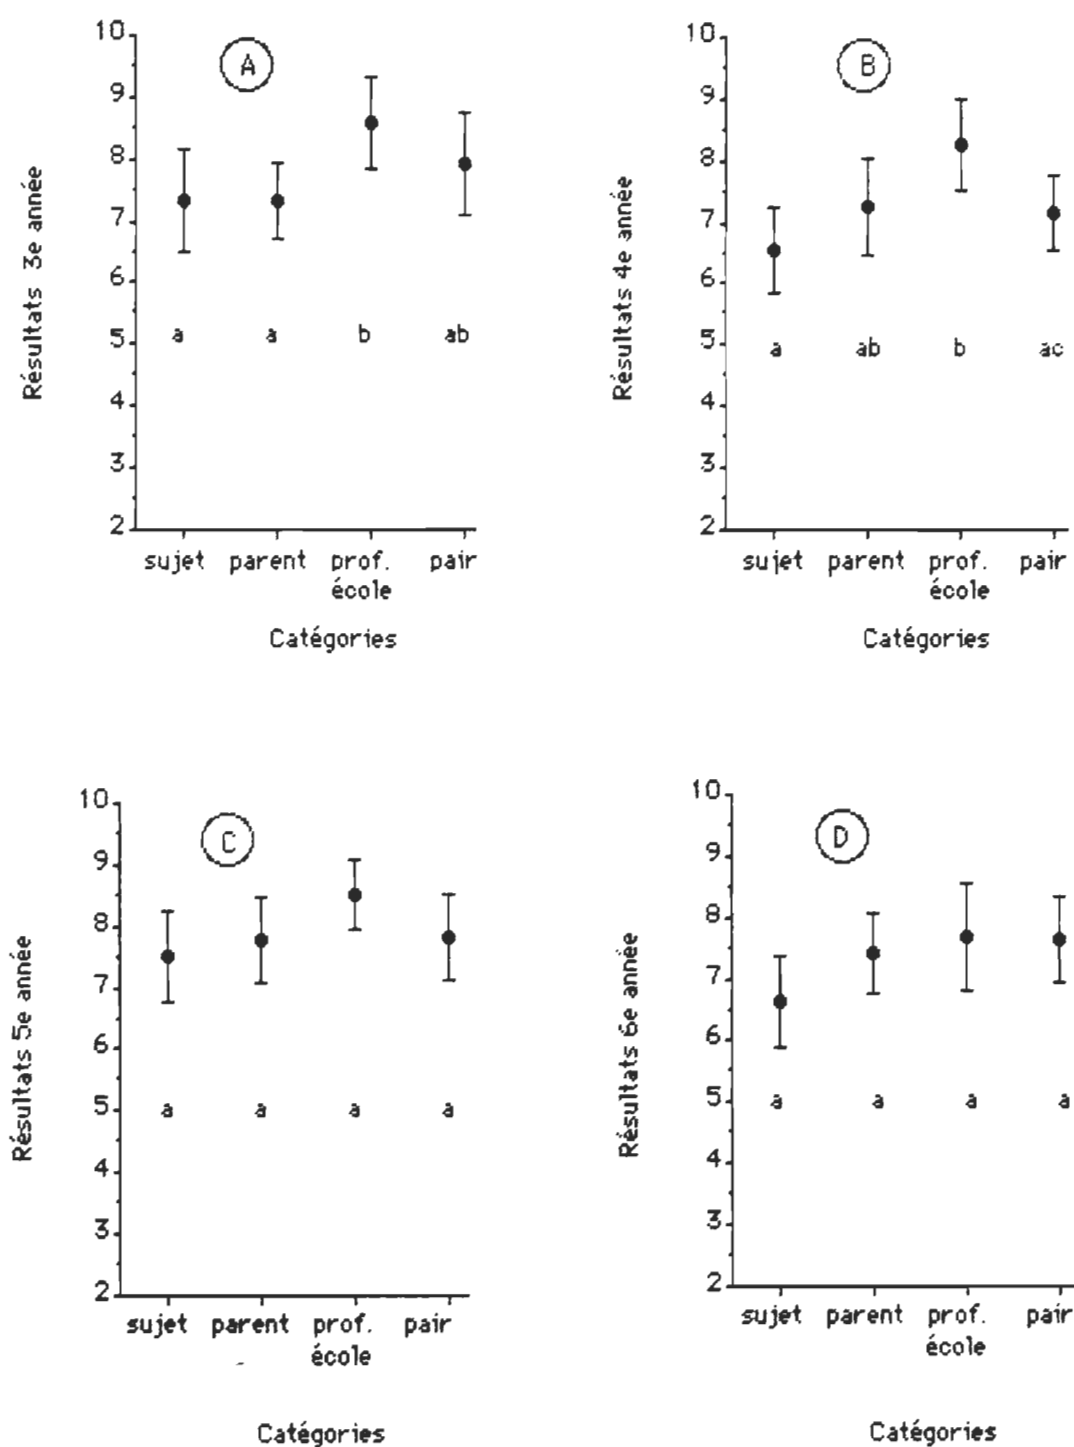 A
Résultats 3e année
10
9
8
7
6
5
4
3
2
a a b ab
sujet parent prof. pair
école
Catégories
B
Résultats 4e année
10
9
8
7
6
5
4
3
2
a ab b ac
sujet parent prof. pair
école
Catégories
C
Résultats 5e année
10
9
8
7
6
5
4
3
2
a a a a
sujet parent prof. pair
école
Catégories
D
Résultats 6e année
10
9
8
7
6
5
4
3
2
a a a a
sujet parent prof. pair
école
Catégories